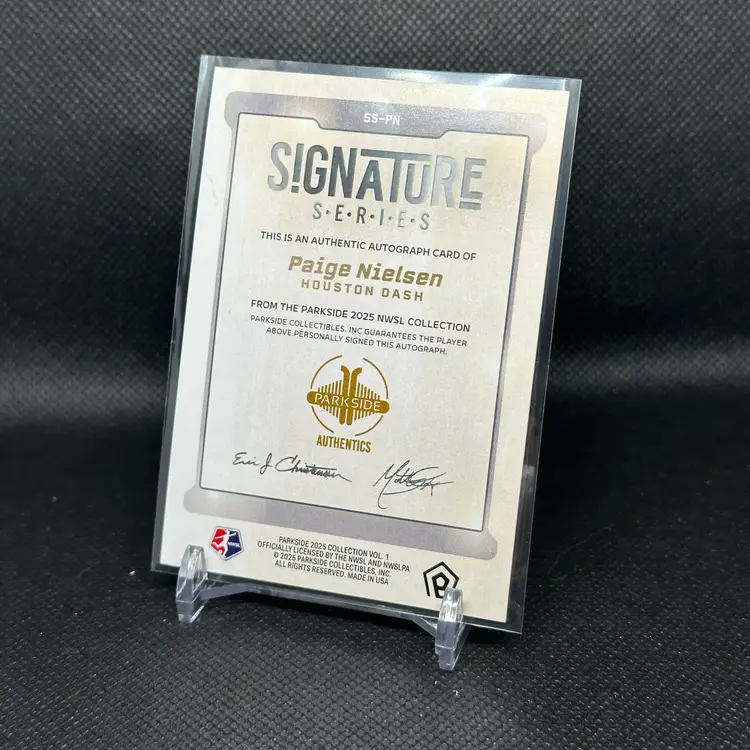 SS-PN
SIGNATURE
S•E•R•I•E•S
THIS IS AN AUTHENTIC AUTOGRAPH CARD OF
Paige Nielsen
HOUSTON DASH
FROM THE PARKSIDE 2025 NWSL COLLECTION
PARKSIDE COLLECTIBLES, INC GUARANTEES THE PLAYER
ABOVE PERSONALLY SIGNED THIS AUTOGRAPH.
PARKSIDE
AUTHENTICS
Eric J
PARKSIDE 2025 COLLECTION VOL. 1
OFFICIALLY LICENSED BY THE NWSL AND NWSLPA
© 2025 PARKSIDE COLLECTIBLES, INC.
ALL RIGHTS RESERVED. MADE IN USA